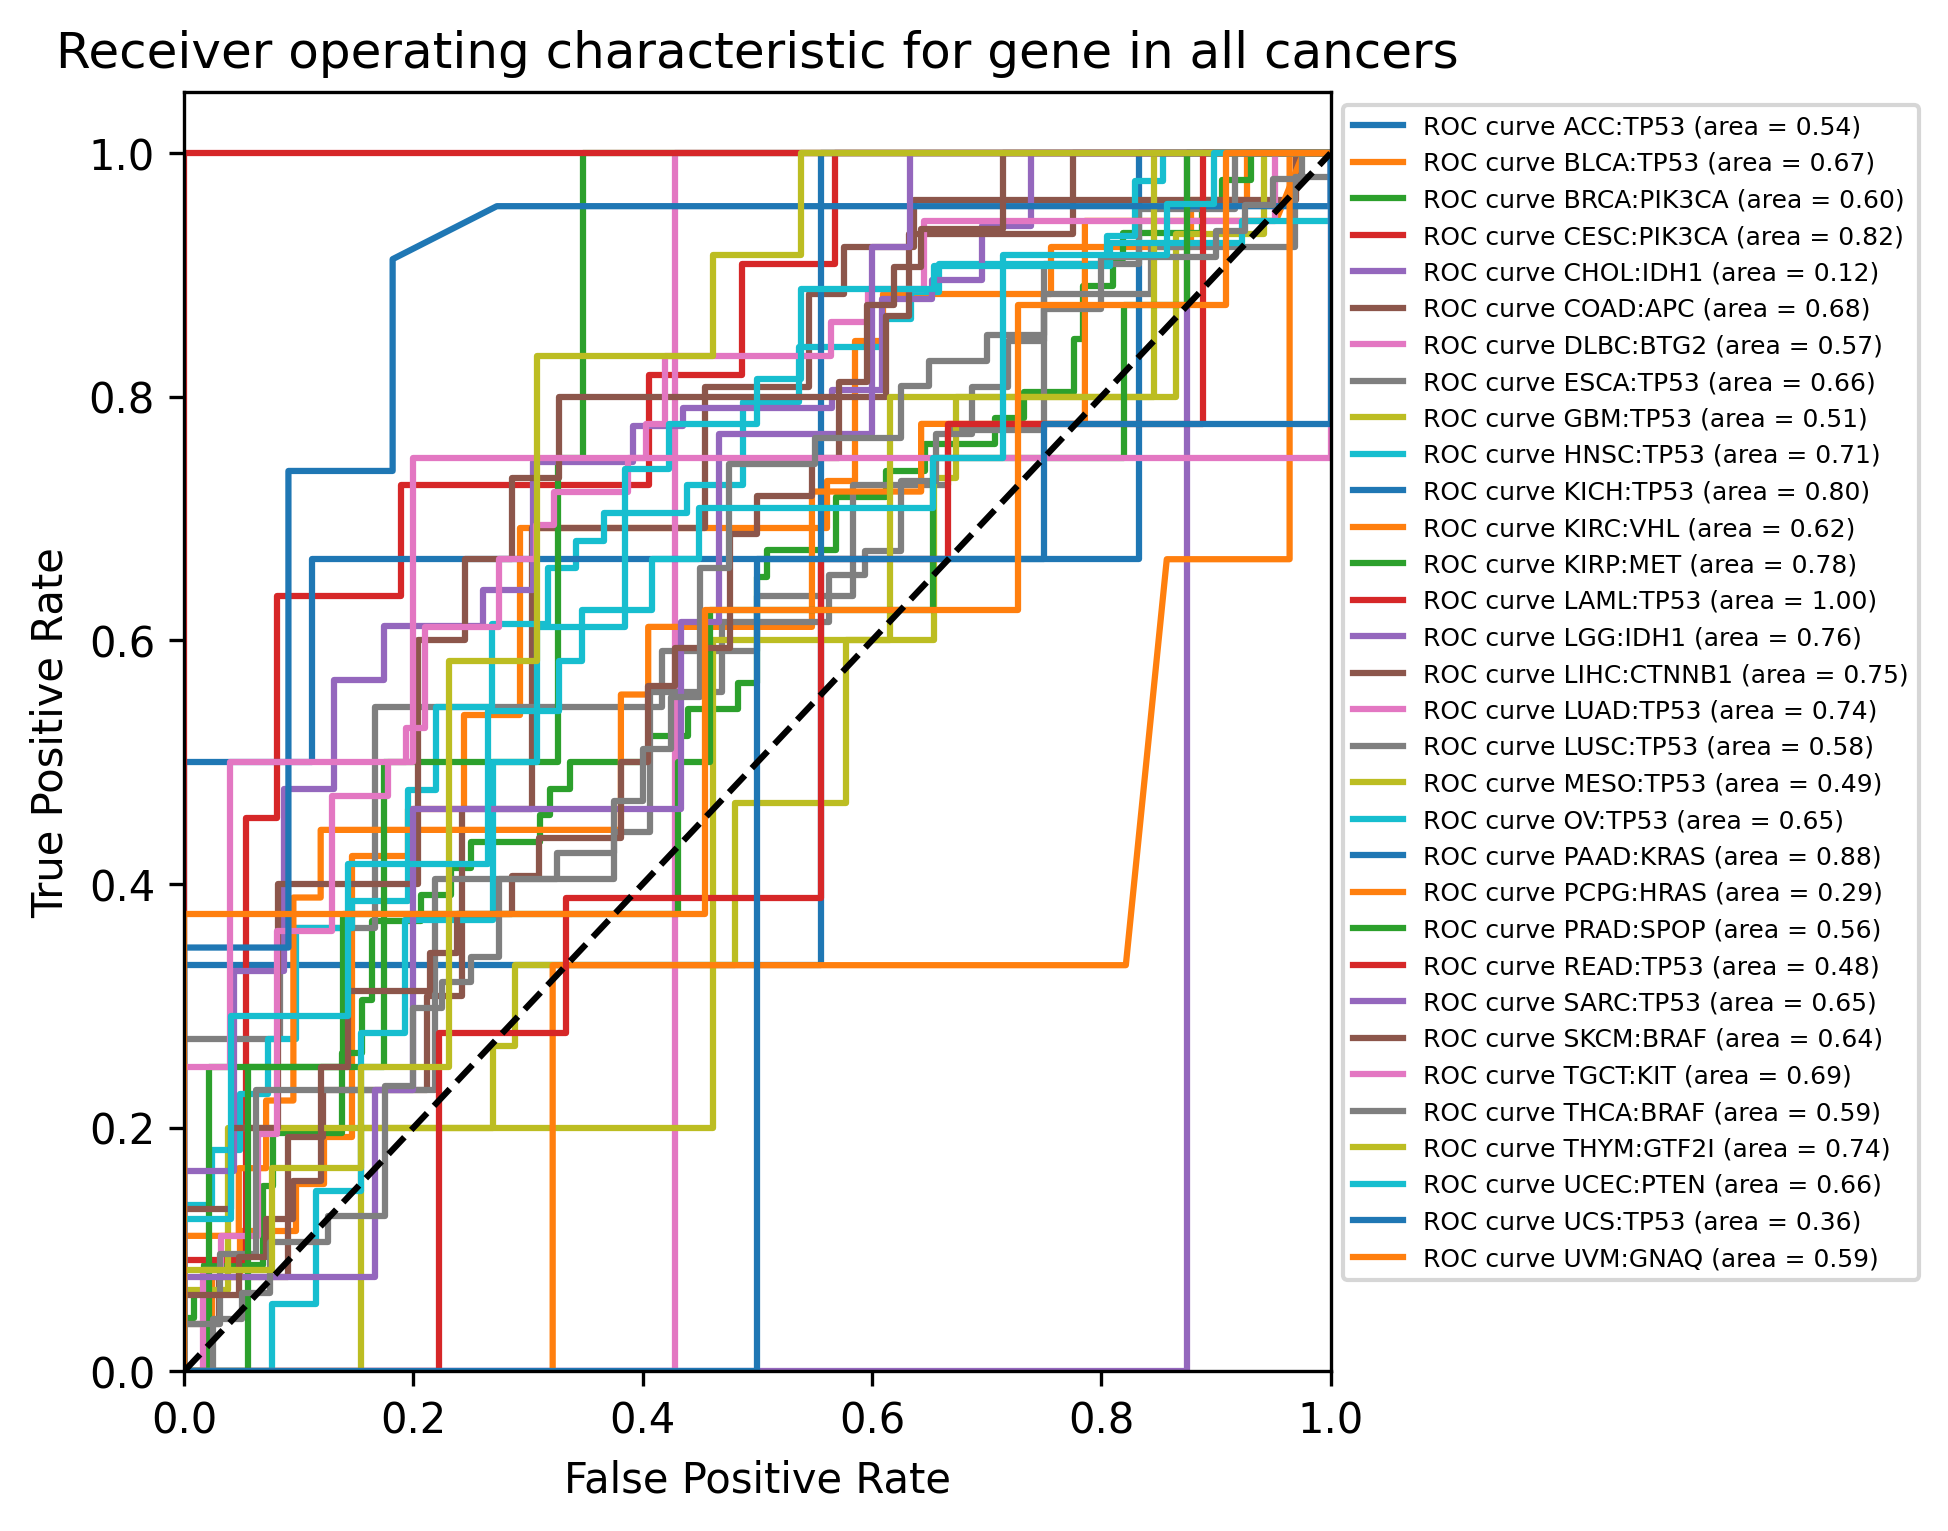 Receiver operating characteristic for gene in all cancers
True Positive Rate
1.0
0.8
0.6
0.4
0.2
0.0
0.0 0.2 0.4 0.6 0.8 1.0
False Positive Rate
ROC curve ACC:TP53 (area = 0.54)
ROC curve BLCA:TP53 (area = 0.67)
ROC curve BRCA:PIK3CA (area = 0.60)
ROC curve CESC:PIK3CA (area = 0.82)
ROC curve CHOL:IDH1 (area = 0.12)
ROC curve COAD:APC (area = 0.68)
ROC curve DLBC:BTG2 (area = 0.57)
ROC curve ESCA:TP53 (area = 0.66)
ROC curve GBM:TP53 (area = 0.51)
ROC curve HNSC:TP53 (area = 0.71)
ROC curve KICH:TP53 (area = 0.80)
ROC curve KIRC:VHL (area = 0.62)
ROC curve KIRP:MET (area = 0.78)
ROC curve LAML:TP53 (area = 1.00)
ROC curve LGG:IDH1 (area = 0.76)
ROC curve LIHC:CTNNB1 (area = 0.75)
ROC curve LUAD:TP53 (area = 0.74)
ROC curve LUSC:TP53 (area = 0.58)
ROC curve MESO:TP53 (area = 0.49)
ROC curve OV:TP53 (area = 0.65)
ROC curve PAAD:KRAS (area = 0.88)
ROC curve PCPG:HRAS (area = 0.29)
ROC curve PRAD:SPOP (area = 0.56)
ROC curve READ:TP53 (area = 0.48)
ROC curve SARC:TP53 (area = 0.65)
ROC curve SKCM:BRAF (area = 0.64)
ROC curve TGCT:KIT (area = 0.69)
ROC curve THCA:BRAF (area = 0.59)
ROC curve THYM:GTF2I (area = 0.74)
ROC curve UCEC:PTEN (area = 0.66)
ROC curve UCS:TP53 (area = 0.36)
ROC curve UVM:GNAQ (area = 0.59)